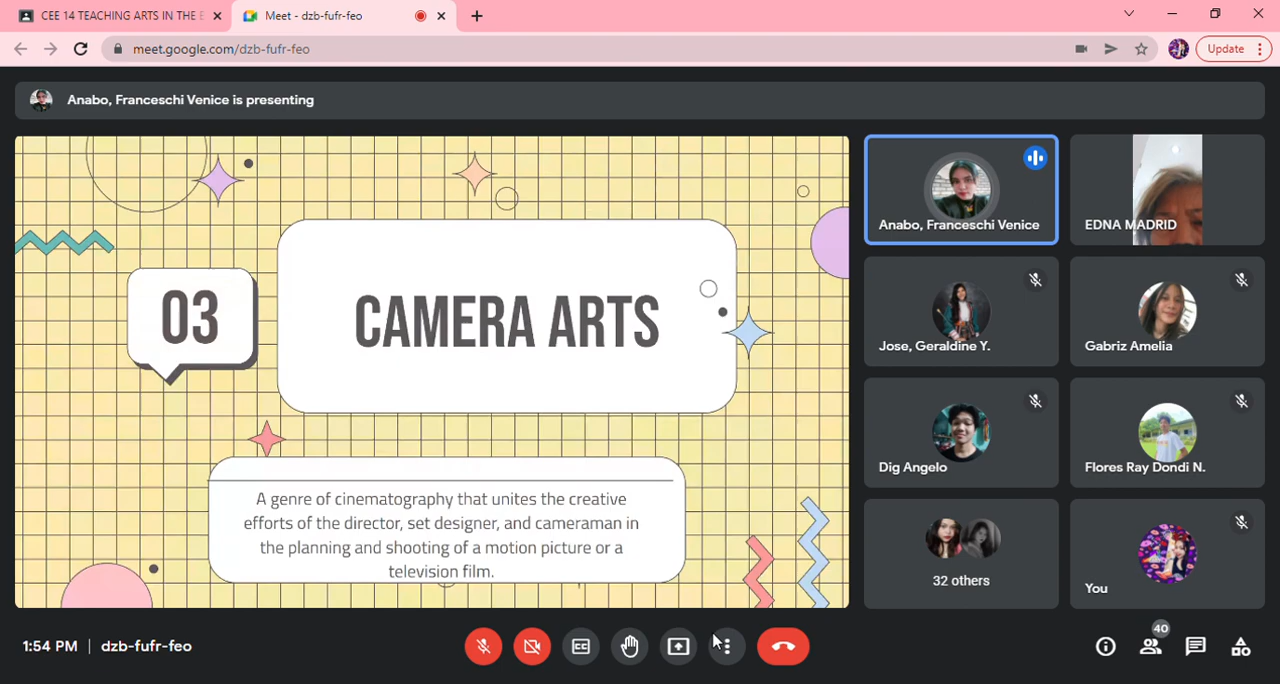 CEE 14 TEACHING ARTS IN THE E
Meet - dzb-fufr-feo
meet.google.com/dzb-fufr-feo
Update
Anabo, Franceschi Venice is presenting
03
CAMERA ARTS
A genre of cinematography that unites the creative
efforts of the director, set designer, and cameraman in
the planning and shooting of a motion picture or a
television film.
Anabo, Franceschi Venice
EDNA MADRID
Jose, Geraldine Y.
Gabriz Amelia
Dig Angelo
Flores Ray Dondi N.
32 others
You
1:54 PM | dzb-fufr-feo
CC
40